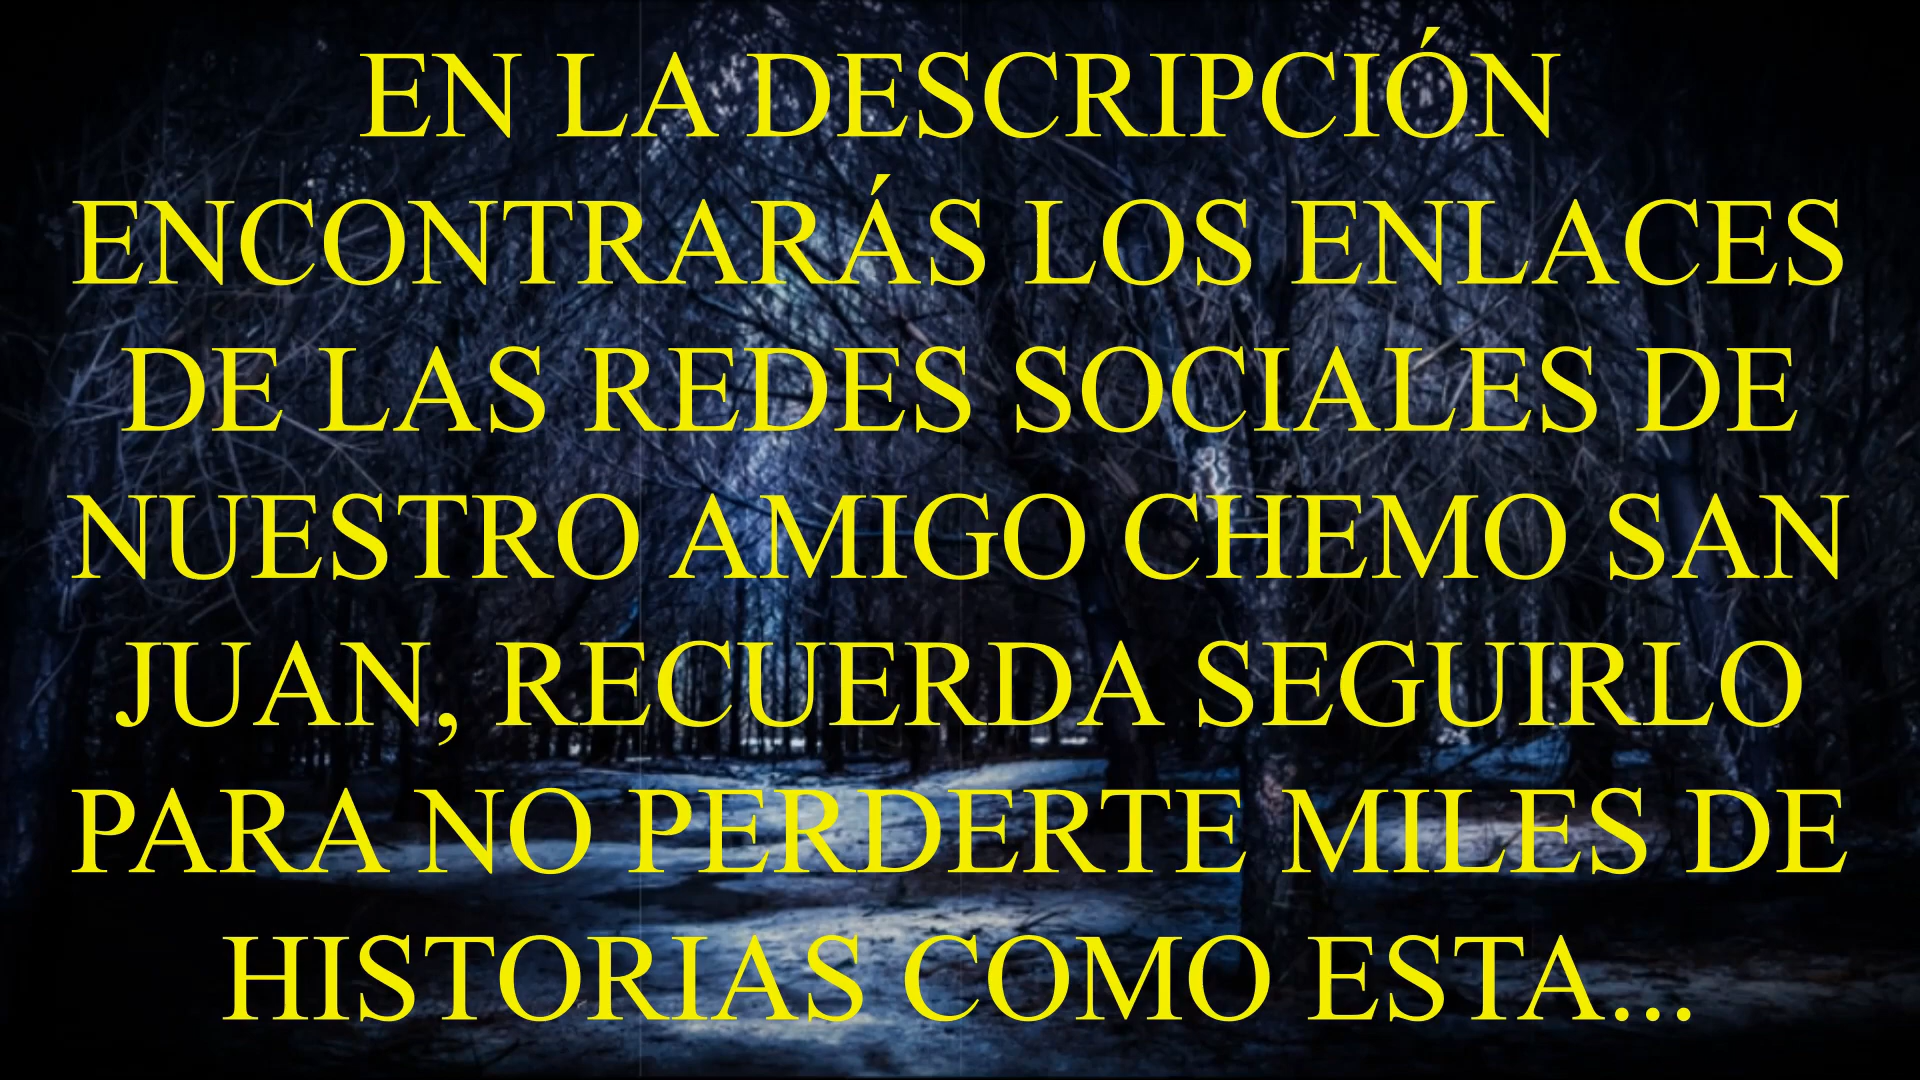 EN LA DESCRIPCIÓN
ENCONTRARÁS LOS ENLACES
DE LAS REDES SOCIALES DE
NUESTRO AMIGO CHEMO SAN
JUAN, RECUERDA SEGUIRLO
PARA NO PERDERTE MILES DE
HISTORIAS COMO ESTA...